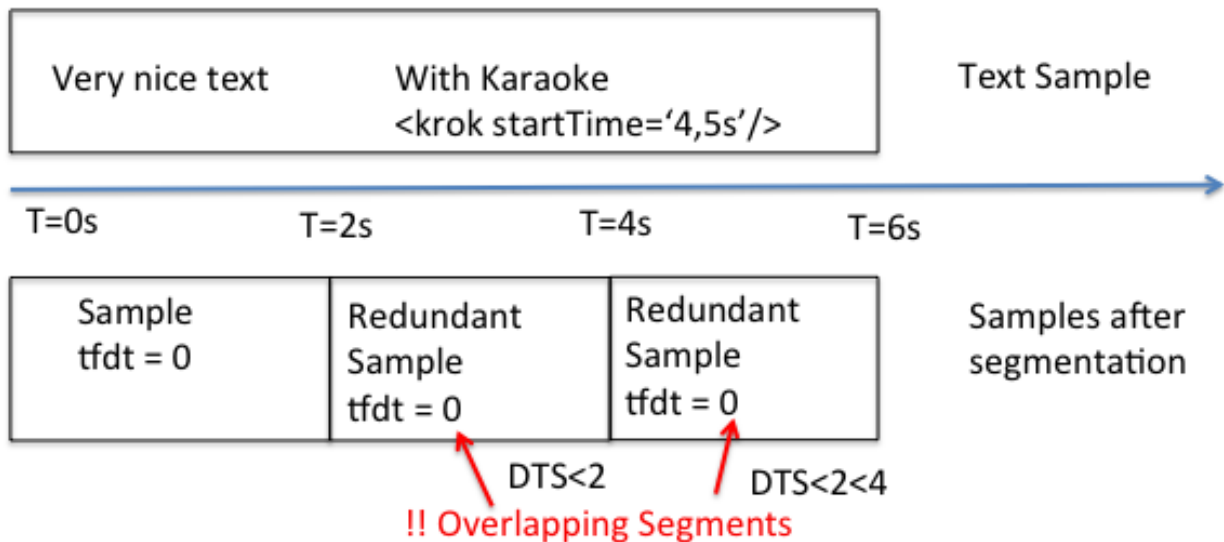 Very nice text
With Karaoke
<krok startTime=‘4,5s’/>
Text Sample
T=0s
T=2s
T=4s
T=6s
Sample
tfdt = 0
Redundant
Sample
tfdt = 0
Redundant
Sample
tfdt = 0
Samples after
segmentation
DTS<2
DTS<2<4
!! Overlapping Segments